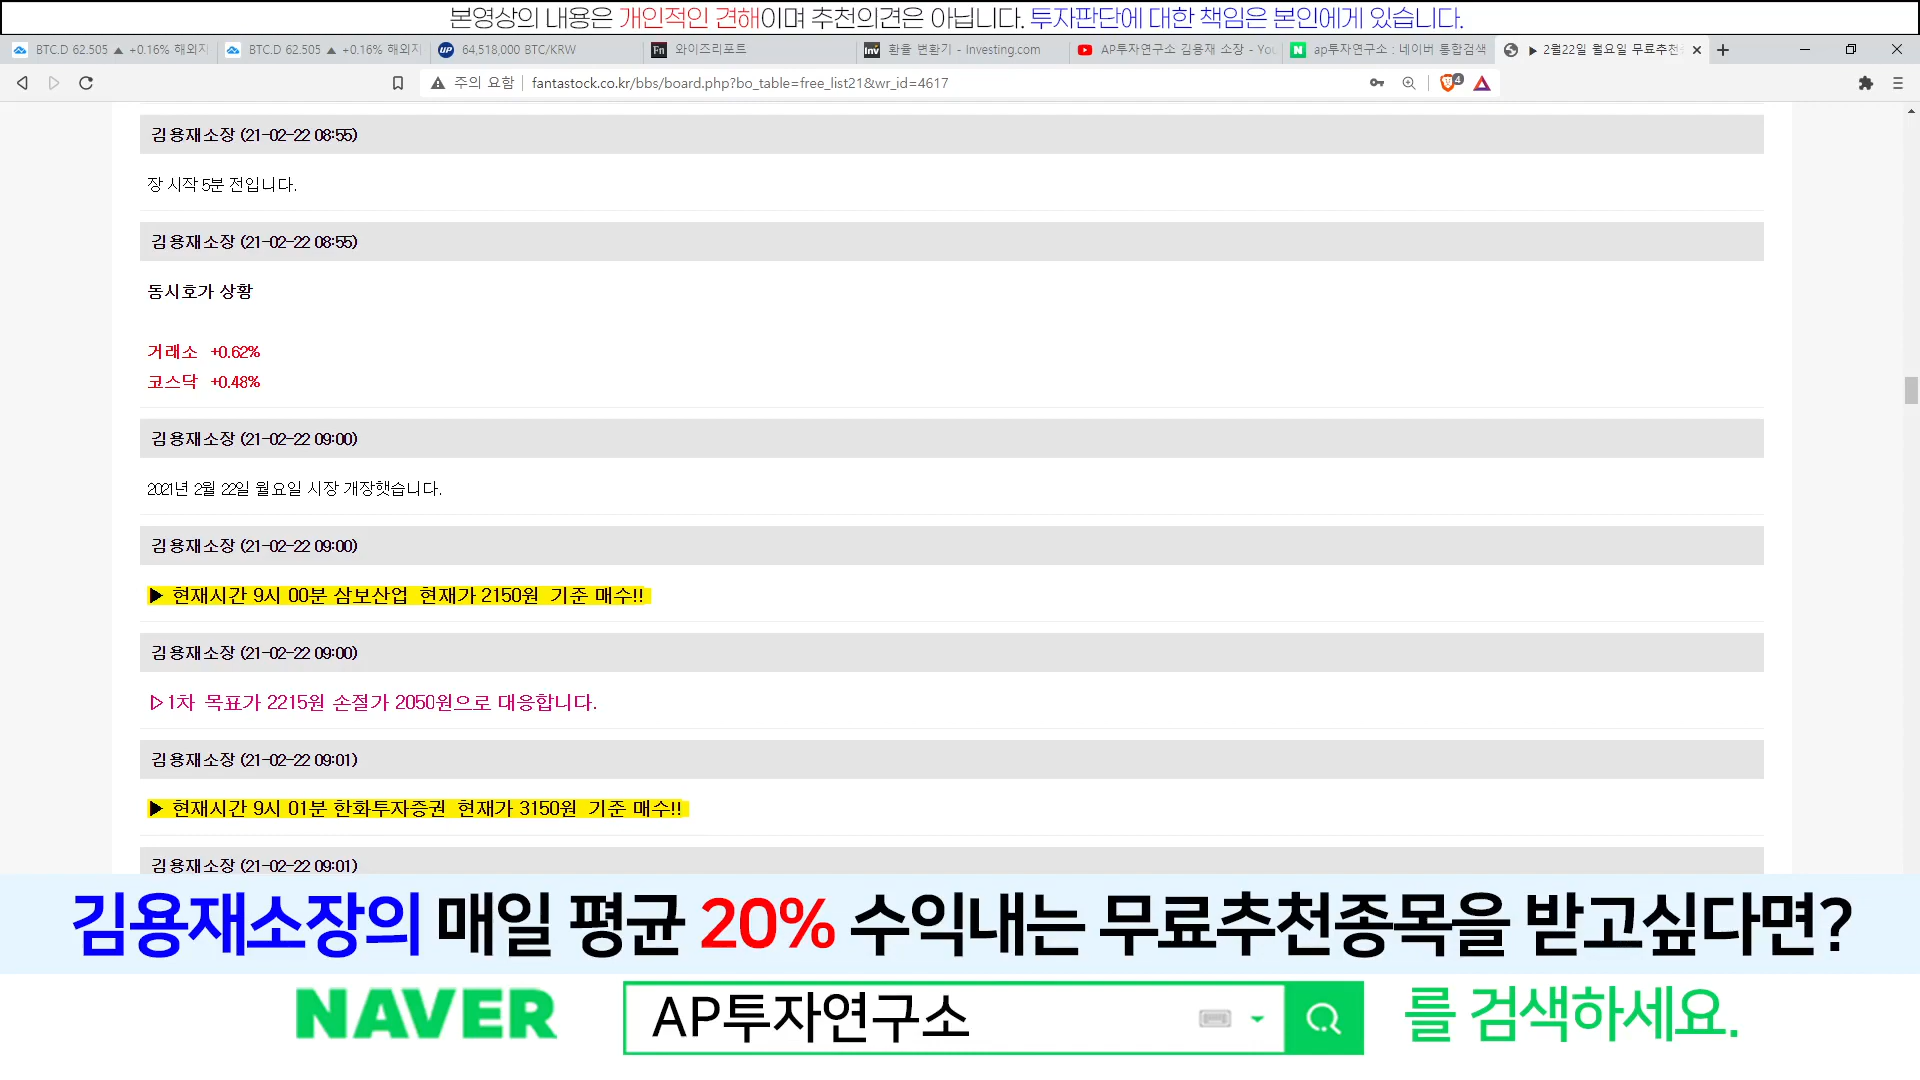 본영상의 내용은 개인적인 견해이며 추천의견은 아닙니다. 투자판단에 대한 책임은 본인에게 있습니다.
BTC.D 62.505 ▲ +0.16% 해외지 BTC.D 62.505 ▲ +0.16% 해외지 UP 64,518,000 BTC/KRW Fn 와이즈리포트 Inv 환율 변환기 - Investing.com AP투자연구소 김용재 소장 - You N ap투자연구소 : 네이버 통합검색 ▶ 2월22일 월요일 무료추천
주의 요함 fantastock.co.kr/bbs/board.php?bo_table=free_list21&wr_id=4617 4
김용재소장 (21-02-22 08:55)
장 시작 5분 전입니다.
김용재소장 (21-02-22 08:55)
동시호가 상황
거래소 +0.62%
코스닥 +0.48%
김용재소장 (21-02-22 09:00)
2021년 2월 22일 월요일 시장 개장했습니다.
김용재소장 (21-02-22 09:00)
▶ 현재시간 9시 00분 삼보산업 현재가 2150원 기준 매수!!
김용재소장 (21-02-22 09:00)
▷1차 목표가 2215원 손절가 2050원으로 대응합니다.
김용재소장 (21-02-22 09:01)
▶ 현재시간 9시 01분 한화투자증권 현재가 3150원 기준 매수!!
김용재소장 (21-02-22 09:01)
김용재소장의 매일 평균 20% 수익내는 무료추천종목을 받고싶다면?
NAVER AP투자연구소 를 검색하세요.